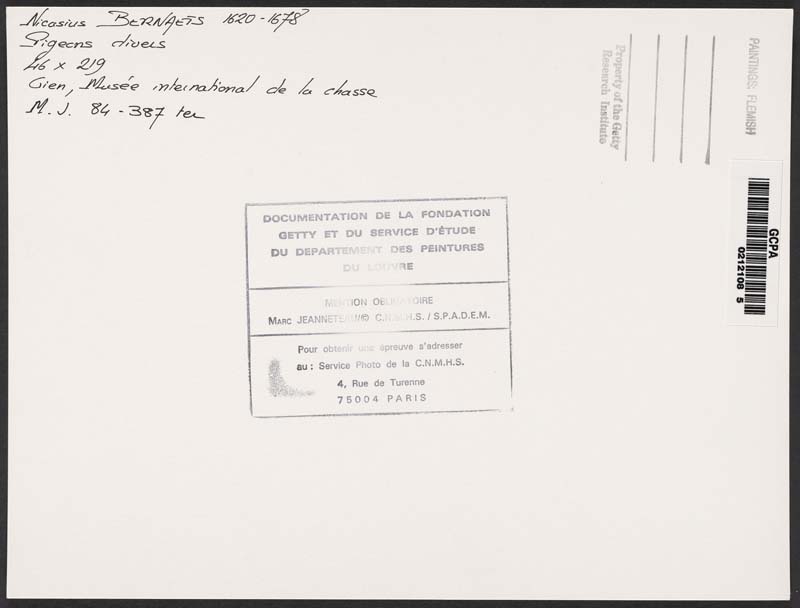 Nicasius BERNAETS 1620-1678
Pigeons divers
46 x 219
Gien, Musée international de la chasse
M.J. 84-387 ter
Property of the Getty
Research Institute
PAINTINGS: FLEMISH
GCPA
0212108 5
DOCUMENTATION DE LA FONDATION
GETTY ET DU SERVICE D'ÉTUDE
DU DEPARTEMENT DES PEINTURES
DU LOUVRE
MENTION OBLIGATOIRE
MARC JEANNETEAU/© C.N.M.H.S. / S.P.A.D.E.M.
Pour obtenir une épreuve s'adresser
au : Service Photo de la C.N.M.H.S.
4, Rue de Turenne
75004 PARIS